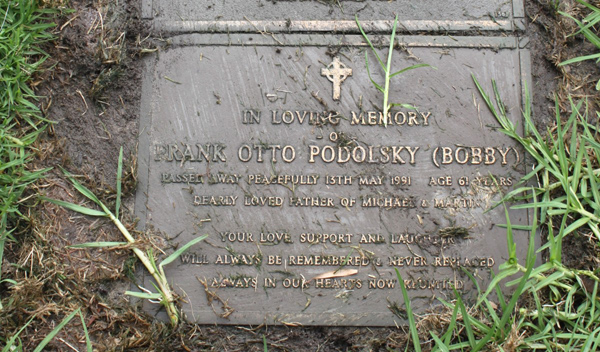 IN LOVING MEMORY
OF
FRANK OTTO PODOLSKY (BOBBY)
PASSED AWAY PEACEFULLY 13TH MAY 1991 AGE 61 YEARS
DEARLY LOVED FATHER OF MICHAEL & MARTIN
YOUR LOVE SUPPORT AND LAUGHTER
WILL ALWAYS BE REMEMBERED & NEVER REPLACED
ALWAYS IN OUR HEARTS NOW REUNITED